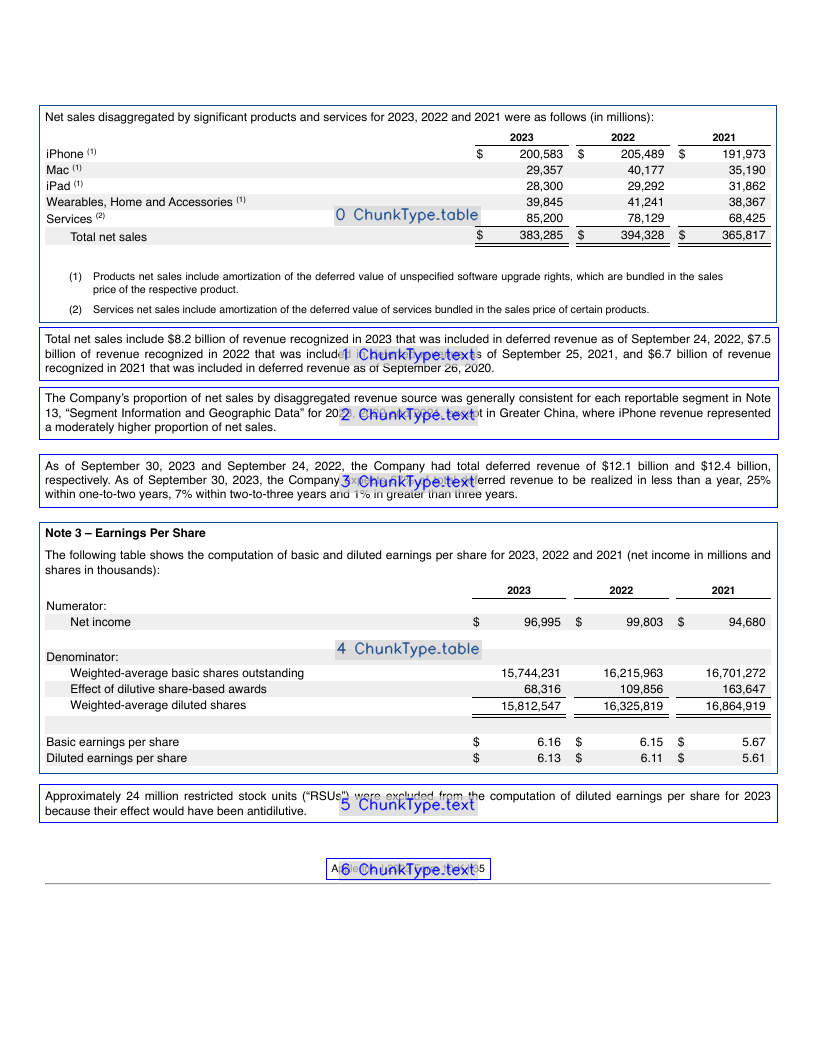 Net sales disaggregated by significant products and services for 2023, 2022 and 2021 were as follows (in millions):
2023 2022 2021
iPhone (1) $ 200,583 $ 205,489 $ 191,973
Mac (1) 29,357 40,177 35,190
iPad (1) 28,300 29,292 31,862
Wearables, Home and Accessories (1) 39,845 41,241 38,367
0 ChunkType.table
Services (2) 85,200 78,129 68,425
Total net sales $ 383,285 $ 394,328 $ 365,817
(1) Products net sales include amortization of the deferred value of unspecified software upgrade rights, which are bundled in the sales
price of the respective product.
(2) Services net sales include amortization of the deferred value of services bundled in the sales price of certain products.
Total net sales include $8.2 billion of revenue recognized in 2023 that was included in deferred revenue as of September 24, 2022, $7.5
billion of revenue recognized in 2022 that was included as of September 25, 2021, and $6.7 billion of revenue
1 ChunkType.text
recognized in 2021 that was included in deferred revenue as of September 26, 2020.
The Company's proportion of net sales by disaggregated revenue source was generally consistent for each reportable segment in Note
13, "Segment Information and Geographic Data" for in Greater China, where iPhone revenue represented
2 ChunkType.text
a moderately higher proportion of net sales.
As of September 30, 2023 and September 24, 2022, the Company had total deferred revenue of $12.1 billion and $12.4 billion,
respectively. As of September 30, 2023, the Company deferred revenue to be realized in less than a year, 25%
3 ChunkType.text
within one-to-two years, 7% within two-to-three years and 1% in greater than three years.
Note 3 – Earnings Per Share
The following table shows the computation of basic and diluted earnings per share for 2023, 2022 and 2021 (net income in millions and
shares in thousands):
2023 2022 2021
Numerator:
Net income $ 96,995 $ 99,803 $ 94,680
4 ChunkType.table
Denominator:
Weighted-average basic shares outstanding 15,744,231 16,215,963 16,701,272
Effect of dilutive share-based awards 68,316 109,856 163,647
Weighted-average diluted shares 15,812,547 16,325,819 16,864,919
Basic earnings per share $ 6.16 $ 6.15 $ 5.67
Diluted earnings per share $ 6.13 $ 6.11 $ 5.61
Approximately 24 million restricted stock units ("RSUs") were excluded from the computation of diluted earnings per share for 2023
5 ChunkType.text
because their effect would have been antidilutive.
6 ChunkType.text